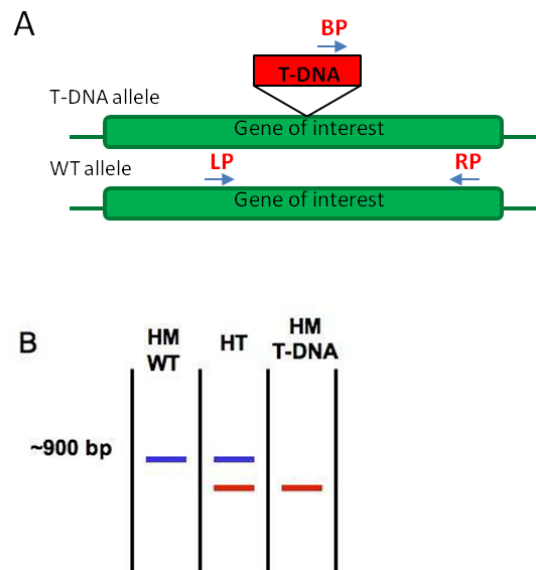 A
BP
T-DNA
T-DNA allele
Gene of interest
WT allele
LP
RP
Gene of interest
B
HM
WT
HT
HM
T-DNA
~900 bp